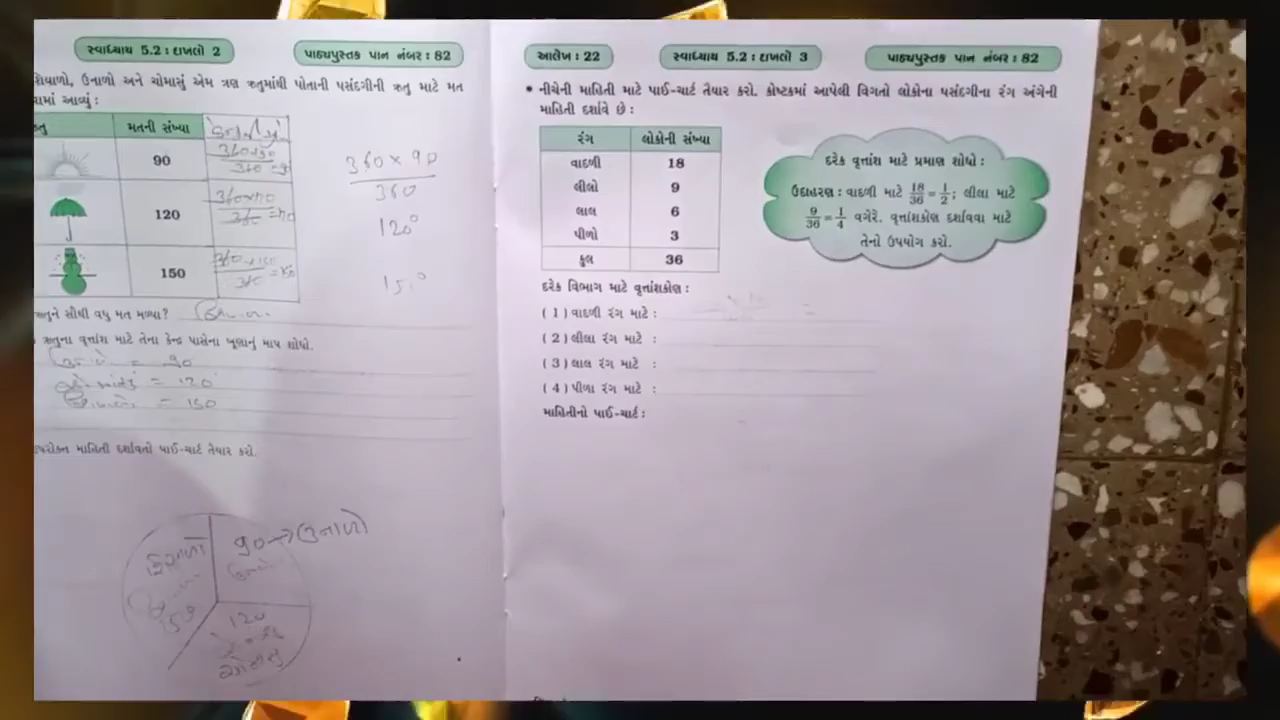 સ્વાધ્યાય 5.2 : દાખલો 2
પાઠ્યપુસ્તક પાન નંબર : 82
શિયાળો, ઉનાળો અને ચોમાસું એમ ત્રણ ઋતુમાંથી પોતાની પસંદગીની ઋતુ માટે મત
આવ્યું :
મતની સંખ્યા
90
360 × 90
360
120
120°
150
ઋતુને સૌથી વધુ મત મળ્યા?
ઋતુના વૃત્તાંશ માટે તેના કેન્દ્ર પાસેના ખૂણાનું માપ શોધો.
= 90
= 120
= 150
માહિતી દર્શાવતો પાઈ-ચાર્ટ તૈયાર કરો.
90 → ઉનાળો
120
આલેખ : 22
સ્વાધ્યાય 5.2 : દાખલો 3
પાઠ્યપુસ્તક પાન નંબર : 82
• નીચેની માહિતી માટે પાઈ-ચાર્ટ તૈયાર કરો. કોષ્ટકમાં આપેલી વિગતો લોકોના પસંદગીના રંગ અંગેની
માહિતી દર્શાવે છે :
રંગ લોકોની સંખ્યા
વાદળી 18
લીલો 9
લાલ 6
પીળો 3
કુલ 36
દરેક વૃત્તાંશ માટે પ્રમાણ શોધો :
ઉદાહરણ : વાદળી માટે 18/36 = 1/2; લીલા માટે
9/36 = 1/4 વગેરે. વૃત્તાંશકોણ દર્શાવવા માટે
તેનો ઉપયોગ કરો.
દરેક વિભાગ માટે વૃત્તાંશકોણ :
( 1 ) વાદળી રંગ માટે :
( 2 ) લીલા રંગ માટે :
( 3 ) લાલ રંગ માટે :
( 4 ) પીળા રંગ માટે :
માહિતીનો પાઈ-ચાર્ટ :